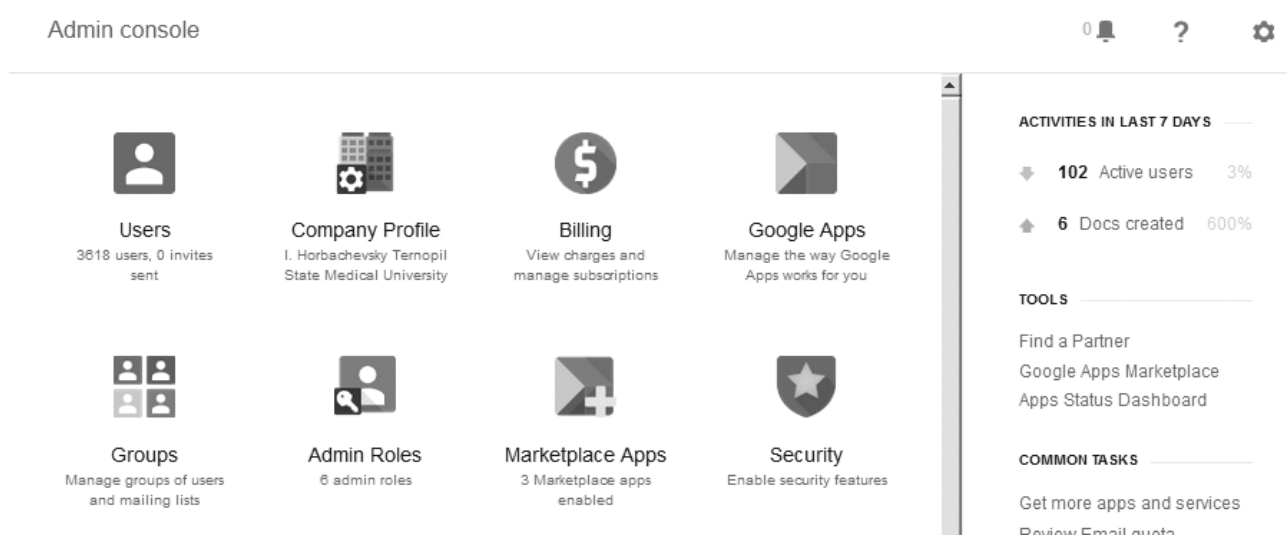 Admin console
0
?
Users
3618 users, 0 invites
sent
Company Profile
I. Horbachevsky Ternopil
State Medical University
Billing
View charges and
manage subscriptions
Google Apps
Manage the way Google
Apps works for you
Groups
Manage groups of users
and mailing lists
Admin Roles
6 admin roles
Marketplace Apps
3 Marketplace apps
enabled
Security
Enable security features
ACTIVITIES IN LAST 7 DAYS
102 Active users 3%
6 Docs created 600%
TOOLS
Find a Partner
Google Apps Marketplace
Apps Status Dashboard
COMMON TASKS
Get more apps and services
Review Email quota